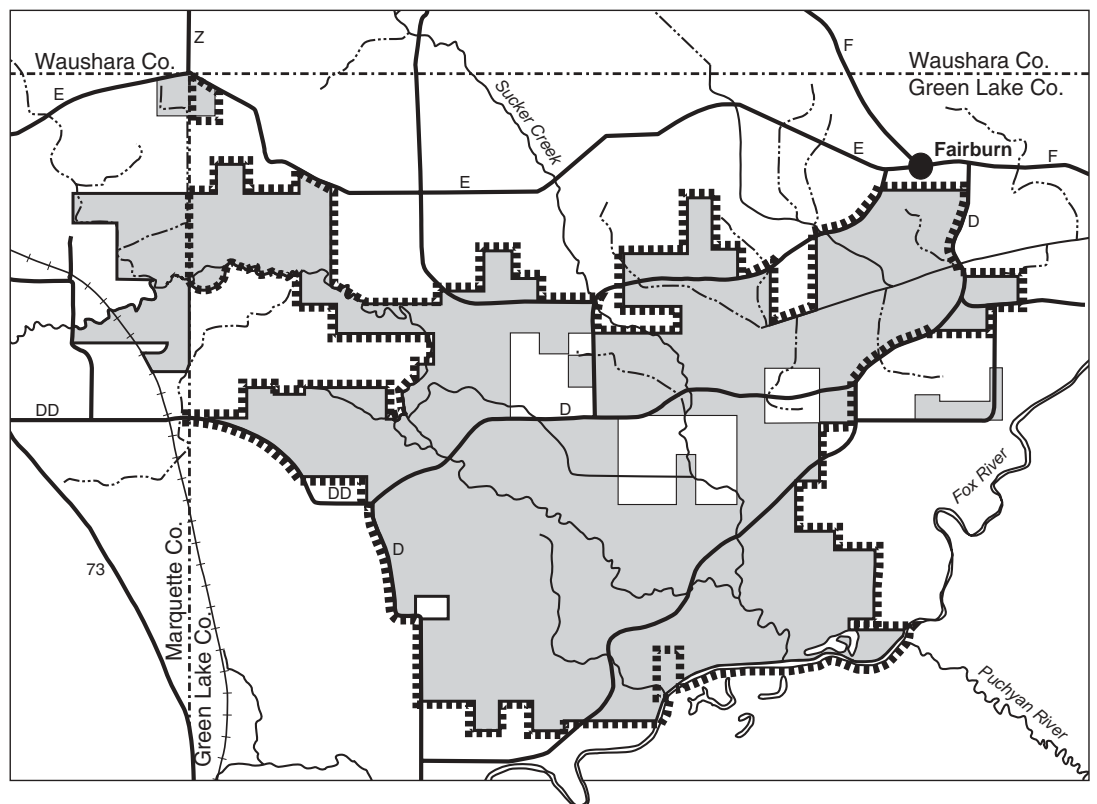 Z
F
Waushara Co.
Waushara Co.
Green Lake Co.
E
Sucker Creek
E
Fairburn
F
E
D
DD
D
DD
D
Fox River
73
Marquette Co.
Green Lake Co.
Puchyan River